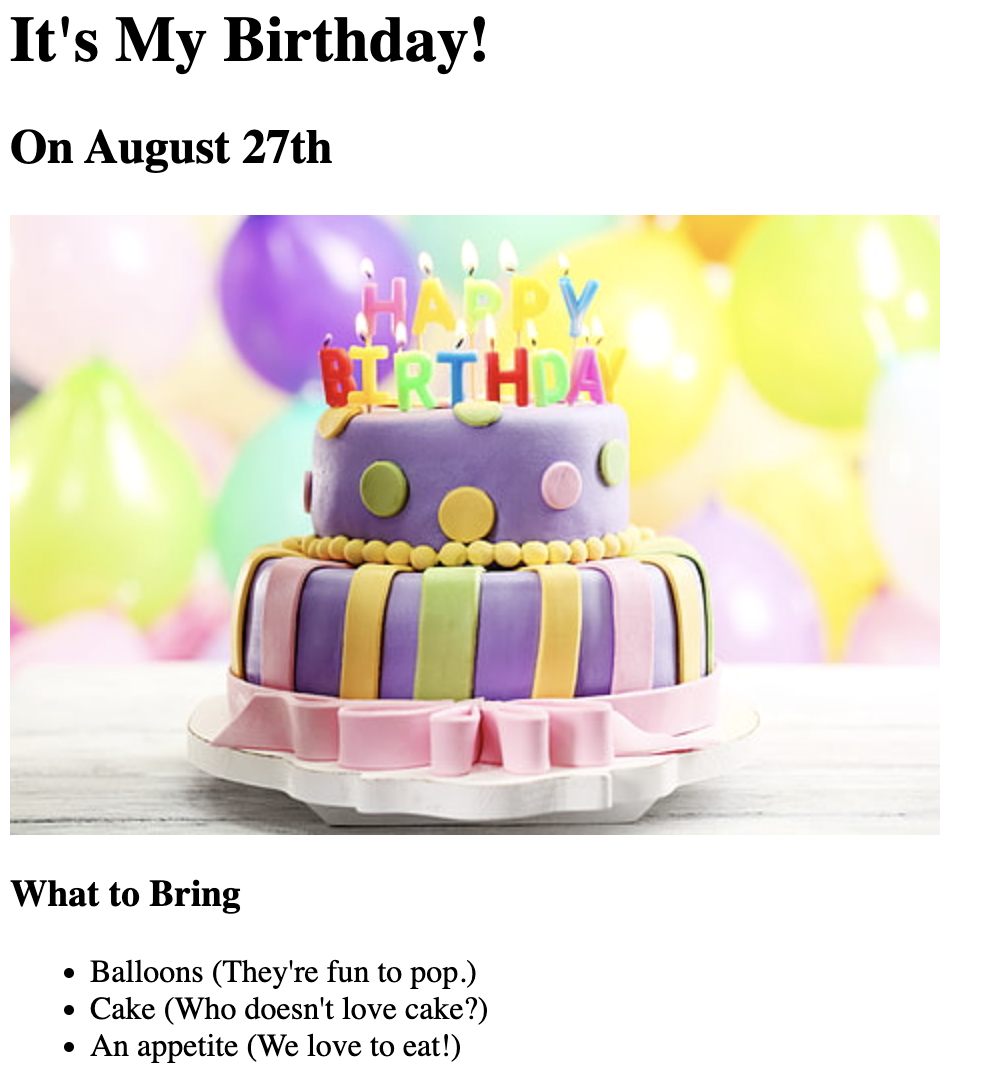 It's My Birthday!
On August 27th
HAPPY
BIRTHDAY
What to Bring
Balloons (They're fun to pop.)
Cake (Who doesn't love cake?)
An appetite (We love to eat!)